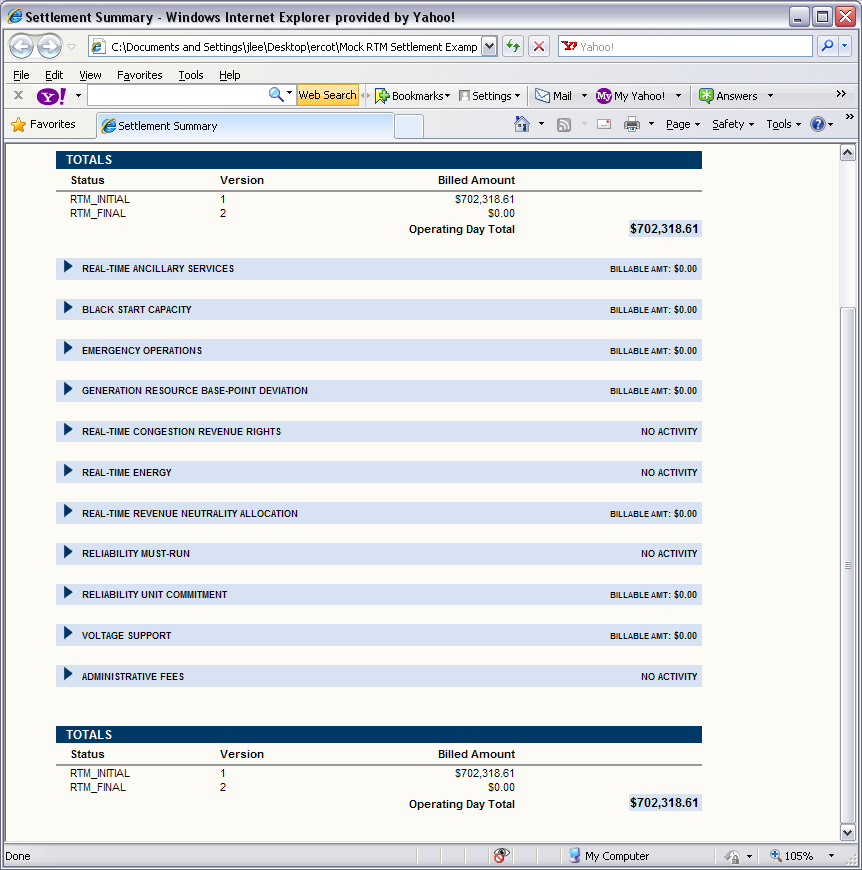 Settlement Summary - Windows Internet Explorer provided by Yahoo!
C:\Documents and Settings\jlee\Desktop\ercot\Mock RTM Settlement Examp
Yahoo!
File Edit View Favorites Tools Help
Y! Web Search Bookmarks Settings Mail My My Yahoo! Answers
Favorites Settlement Summary Page Safety Tools
TOTALS
Status Version Billed Amount
RTM_INITIAL 1 $702,318.61
RTM_FINAL 2 $0.00
Operating Day Total $702,318.61
REAL-TIME ANCILLARY SERVICES BILLABLE AMT: $0.00
BLACK START CAPACITY BILLABLE AMT: $0.00
EMERGENCY OPERATIONS BILLABLE AMT: $0.00
GENERATION RESOURCE BASE-POINT DEVIATION BILLABLE AMT: $0.00
REAL-TIME CONGESTION REVENUE RIGHTS NO ACTIVITY
REAL-TIME ENERGY NO ACTIVITY
REAL-TIME REVENUE NEUTRALITY ALLOCATION BILLABLE AMT: $0.00
RELIABILITY MUST-RUN NO ACTIVITY
RELIABILITY UNIT COMMITMENT BILLABLE AMT: $0.00
VOLTAGE SUPPORT BILLABLE AMT: $0.00
ADMINISTRATIVE FEES NO ACTIVITY
TOTALS
Status Version Billed Amount
RTM_INITIAL 1 $702,318.61
RTM_FINAL 2 $0.00
Operating Day Total $702,318.61
Done My Computer 105%